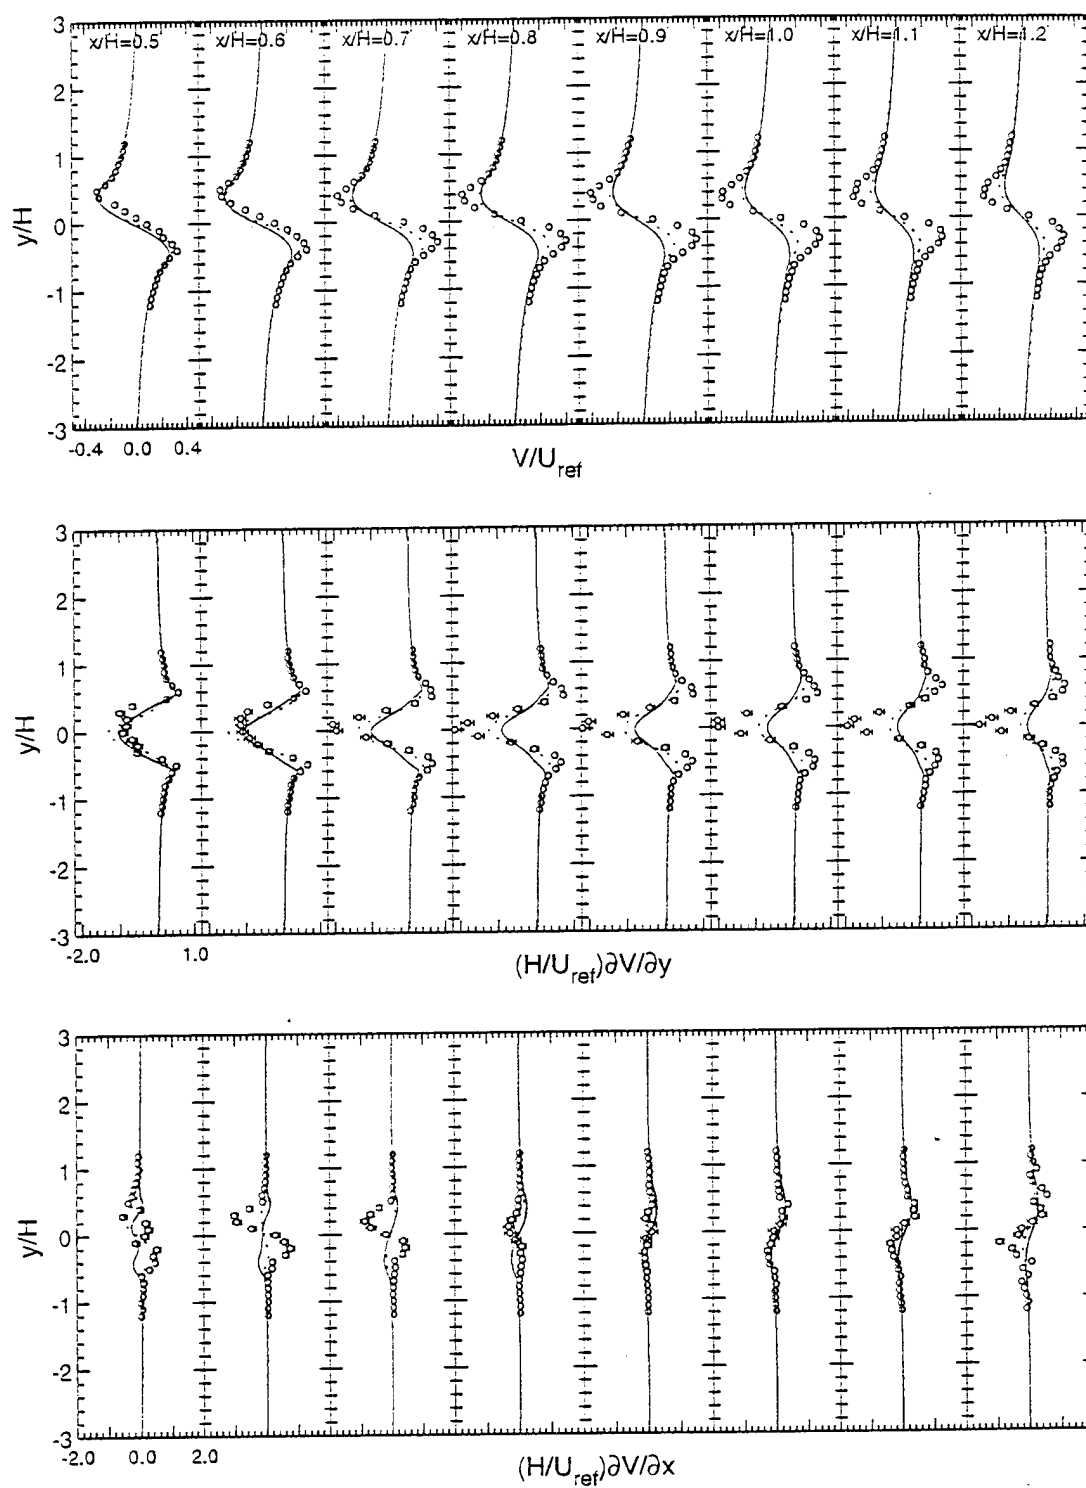 x/H=0.5 x/H=0.6 x/H=0.7 x/H=0.8 x/H=0.9 x/H=1.0 x/H=1.1 x/H=1.2
3
2
1
0
-1
-2
-3
y/H
-0.4 0.0 0.4
V/U_ref
3
2
1
0
-1
-2
-3
y/H
-2.0 1.0
(H/U_ref)∂V/∂y
3
2
1
0
-1
-2
-3
y/H
-2.0 0.0 2.0
(H/U_ref)∂V/∂x